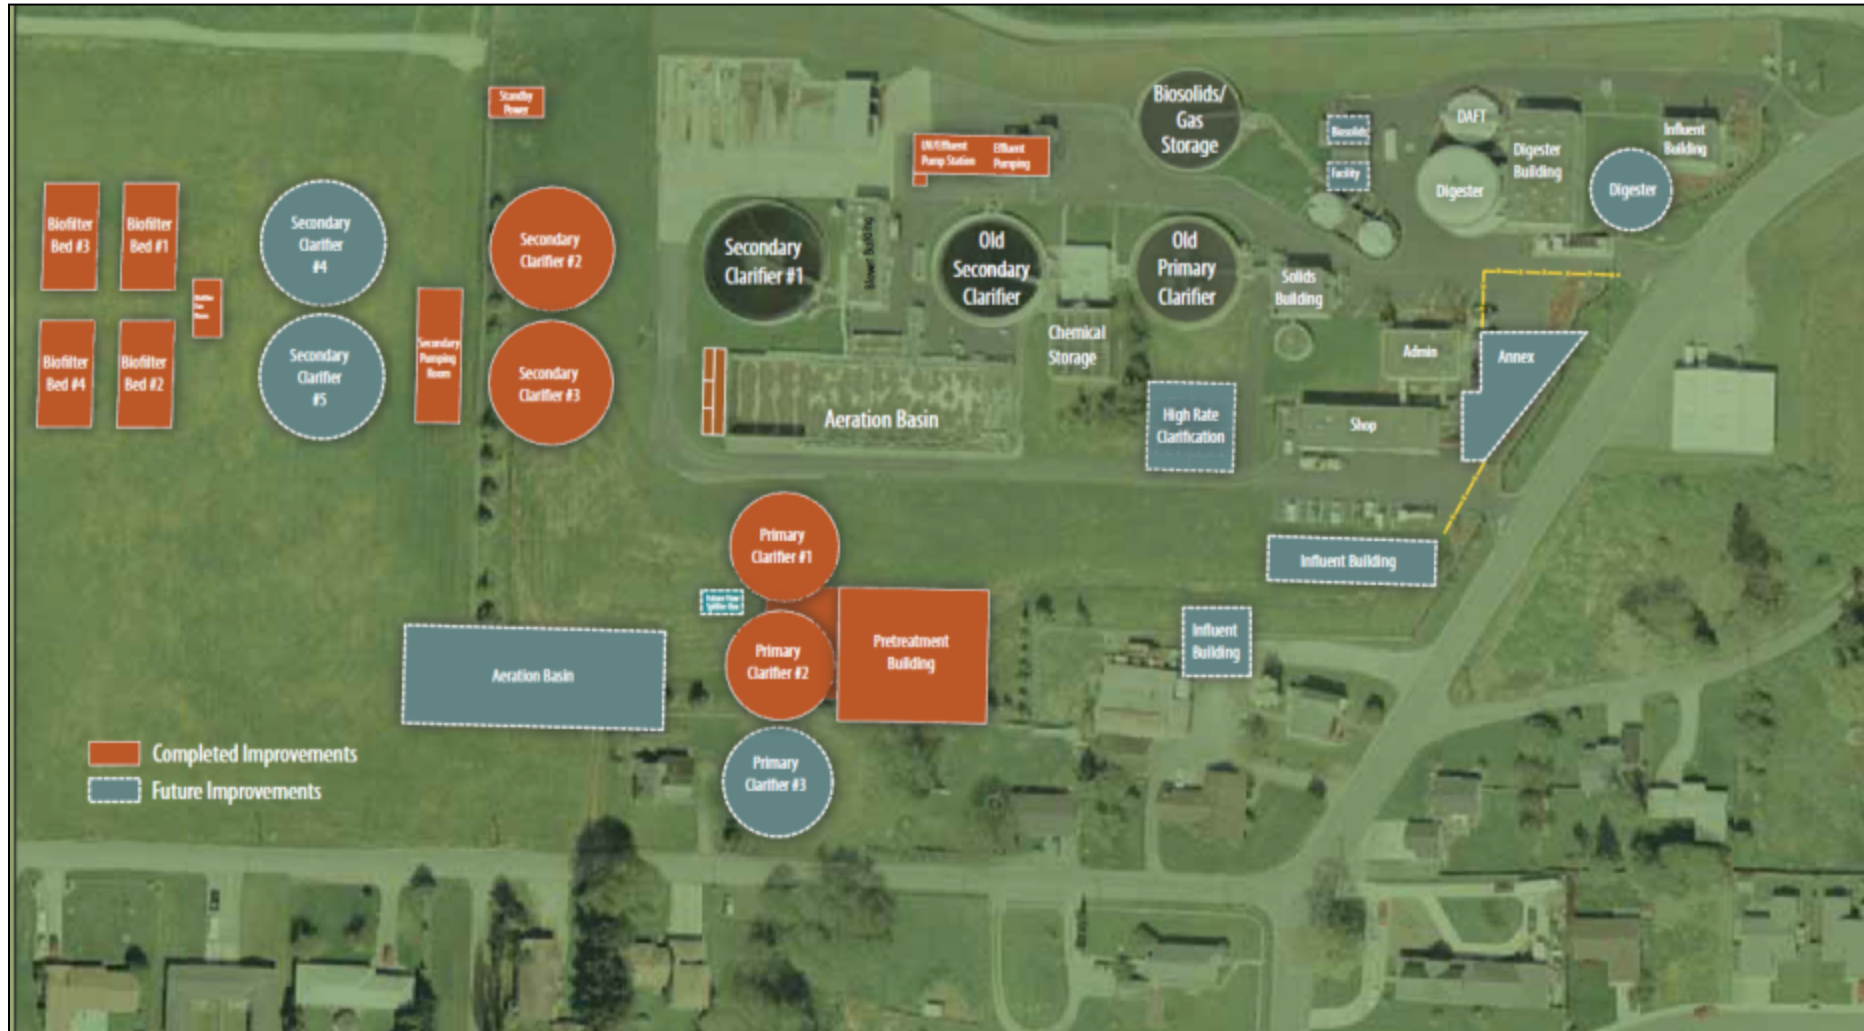 Standby
Power
Biosolids/
Gas
Storage
UV/Effluent
Pump Station
Effluent
Pumping
Biosolids
Facility
DAFT
Digester
Digester
Building
Influent
Building
Digester
Biofilter
Bed #3
Biofilter
Bed #1
Secondary
Clarifier
#4
Secondary
Clarifier #2
Secondary
Clarifier #1
Blower Building
Old
Secondary
Clarifier
Old
Primary
Clarifier
Solids
Building
Biofilter
Bed #4
Biofilter
Bed #2
Secondary
Clarifier
#5
Secondary
Pumping
Room
Secondary
Clarifier #3
Chemical
Storage
Admin
Annex
Aeration Basin
High Rate
Clarification
Shop
Primary
Clarifier #1
Influent Building
Primary
Clarifier #2
Pretreatment
Building
Influent
Building
Aeration Basin
Primary
Clarifier #3
Completed Improvements
Future Improvements